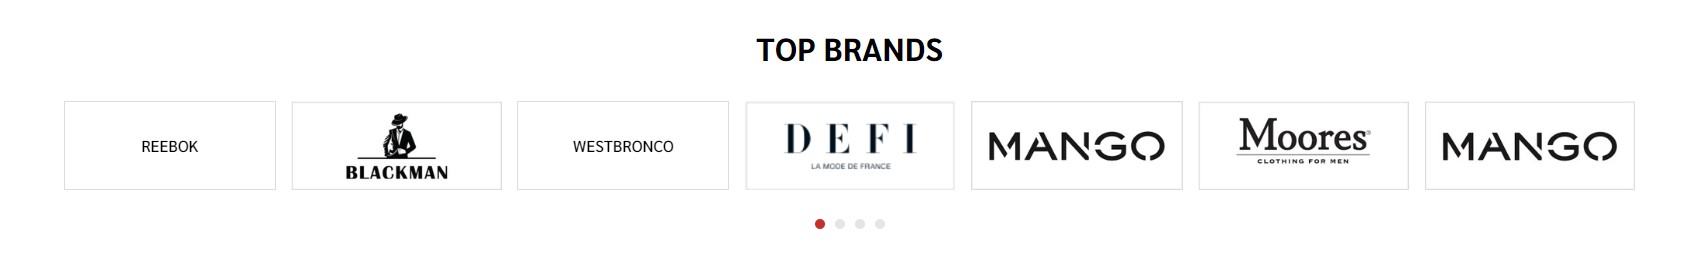 TOP BRANDS
REEBOK
BLACKMAN
WESTBRONCO
DEFI
LA MODE DE FRANCE
MANGO
Moores®
CLOTHING FOR MEN
MANGO